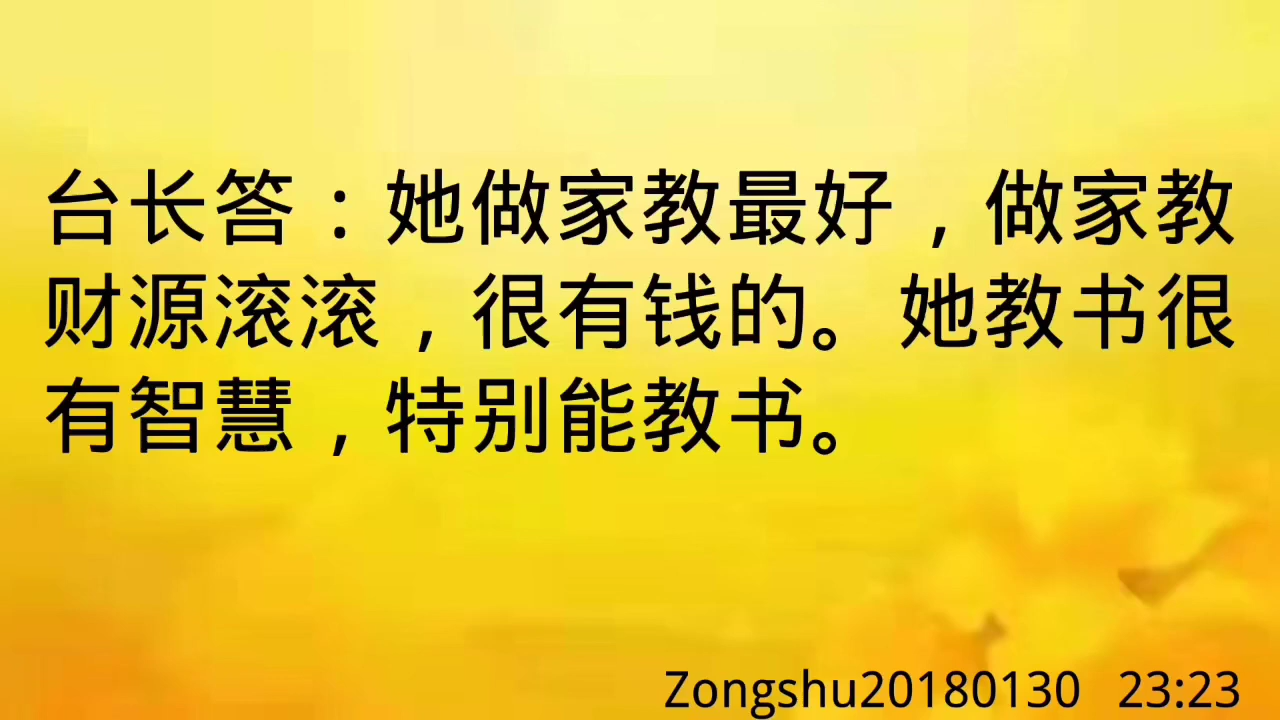 台长答：她做家教最好，做家教
财源滚滚，很有钱的。她教书很
有智慧，特别能教书。
Zongshu20180130 23:23